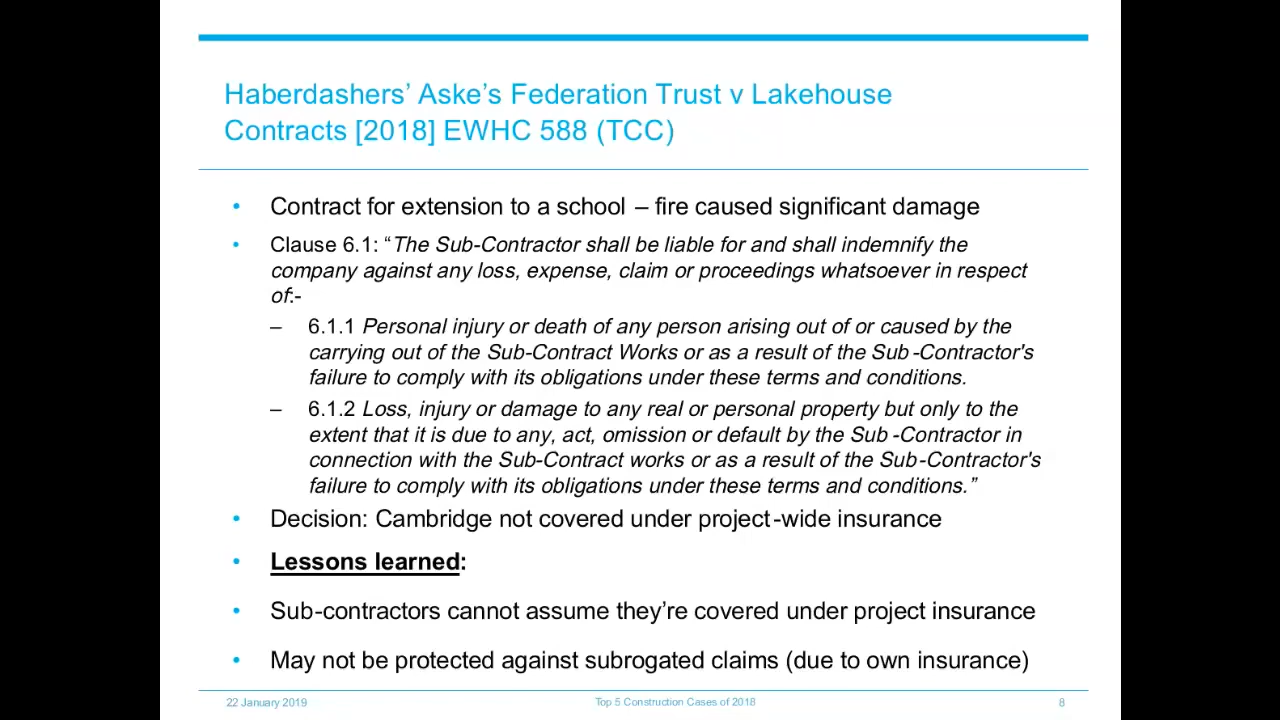 Haberdashers’ Aske’s Federation Trust v Lakehouse
Contracts [2018] EWHC 588 (TCC)
• Contract for extension to a school – fire caused significant damage
• Clause 6.1: “The Sub-Contractor shall be liable for and shall indemnify the
company against any loss, expense, claim or proceedings whatsoever in respect
of:-
– 6.1.1 Personal injury or death of any person arising out of or caused by the
carrying out of the Sub-Contract Works or as a result of the Sub-Contractor's
failure to comply with its obligations under these terms and conditions.
– 6.1.2 Loss, injury or damage to any real or personal property but only to the
extent that it is due to any, act, omission or default by the Sub-Contractor in
connection with the Sub-Contract works or as a result of the Sub-Contractor's
failure to comply with its obligations under these terms and conditions.”
• Decision: Cambridge not covered under project-wide insurance
• Lessons learned:
• Sub-contractors cannot assume they’re covered under project insurance
• May not be protected against subrogated claims (due to own insurance)
22 January 2019 Top 5 Construction Cases of 2018 8